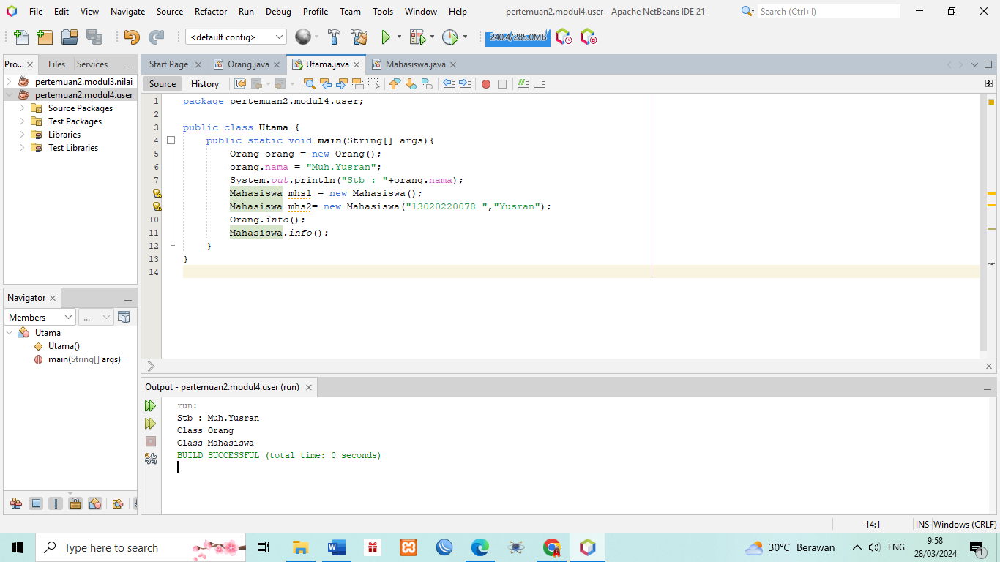 File Edit View Navigate Source Refactor Run Debug Profile Team Tools Window Help pertemuan2.modul4.user - Apache NetBeans IDE 21 Search (Ctrl+I)
<default config> 240.4/285.0MB
Pro... Files Services Start Page Orang.java Utama.java Mahasiswa.java
Source History
pertemuan2.modul3.nilai
pertemuan2.modul4.user
Source Packages
Test Packages
Libraries
Test Libraries
1 package pertemuan2.modul4.user;
2
3 public class Utama {
4 public static void main(String[] args){
5 Orang orang = new Orang();
6 orang.nama = "Muh.Yusran";
7 System.out.println("Stb : "+orang.nama);
Mahasiswa mhs1 = new Mahasiswa();
Mahasiswa mhs2= new Mahasiswa("13020220078 ","Yusran");
10 Orang.info();
11 Mahasiswa.info();
12 }
13 }
14
Navigator
Members ...
Utama
Utama()
main(String[] args)
Output - pertemuan2.modul4.user (run)
run:
Stb : Muh.Yusran
Class Orang
Class Mahasiswa
BUILD SUCCESSFUL (total time: 0 seconds)
14:1 INS Windows (CRLF)
Type here to search 30°C Berawan ENG 9:58
28/03/2024 1